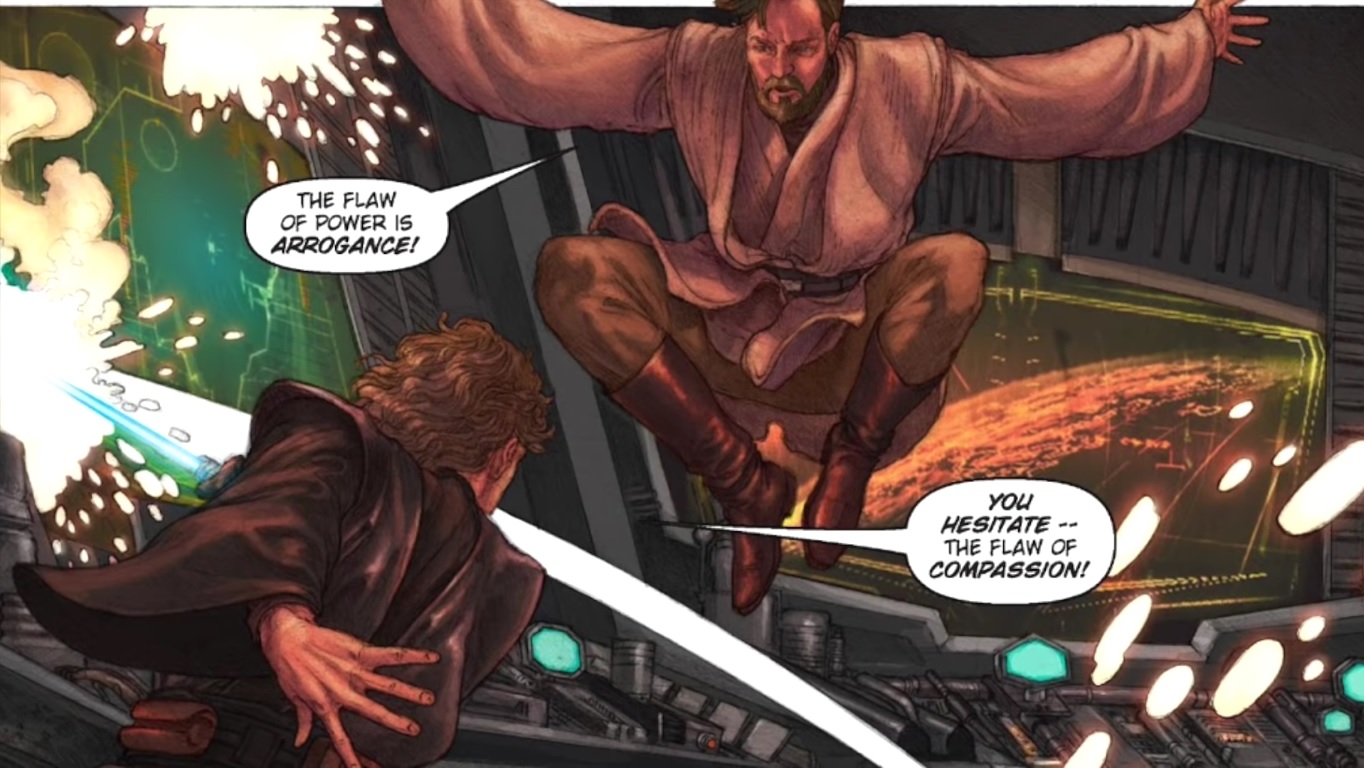 THE FLAW
OF POWER IS
ARROGANCE!
YOU
HESITATE --
THE FLAW OF
COMPASSION!